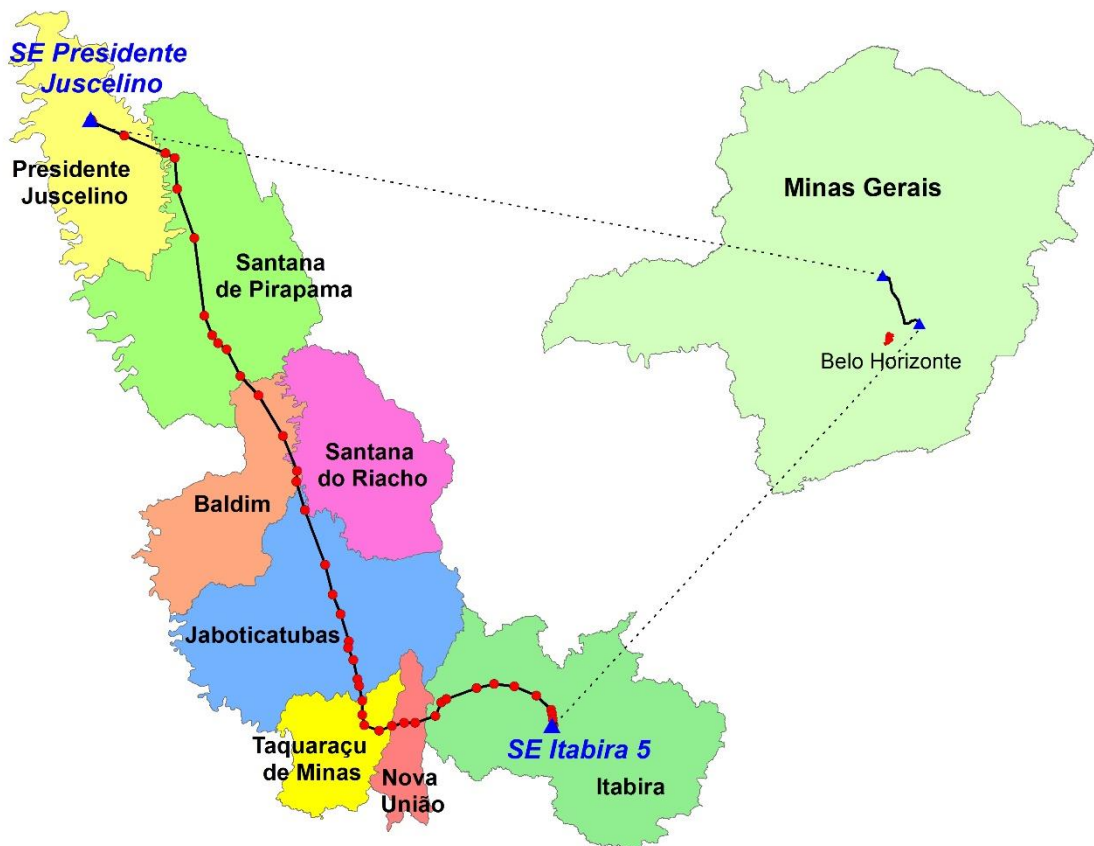 SE Presidente
Juscelino
Presidente
Juscelino
Minas Gerais
Santana
de Pirapama
Belo Horizonte
Santana
do Riacho
Baldim
Jaboticatubas
Taquaraçu
de Minas
SE Itabira 5
Nova
União
Itabira